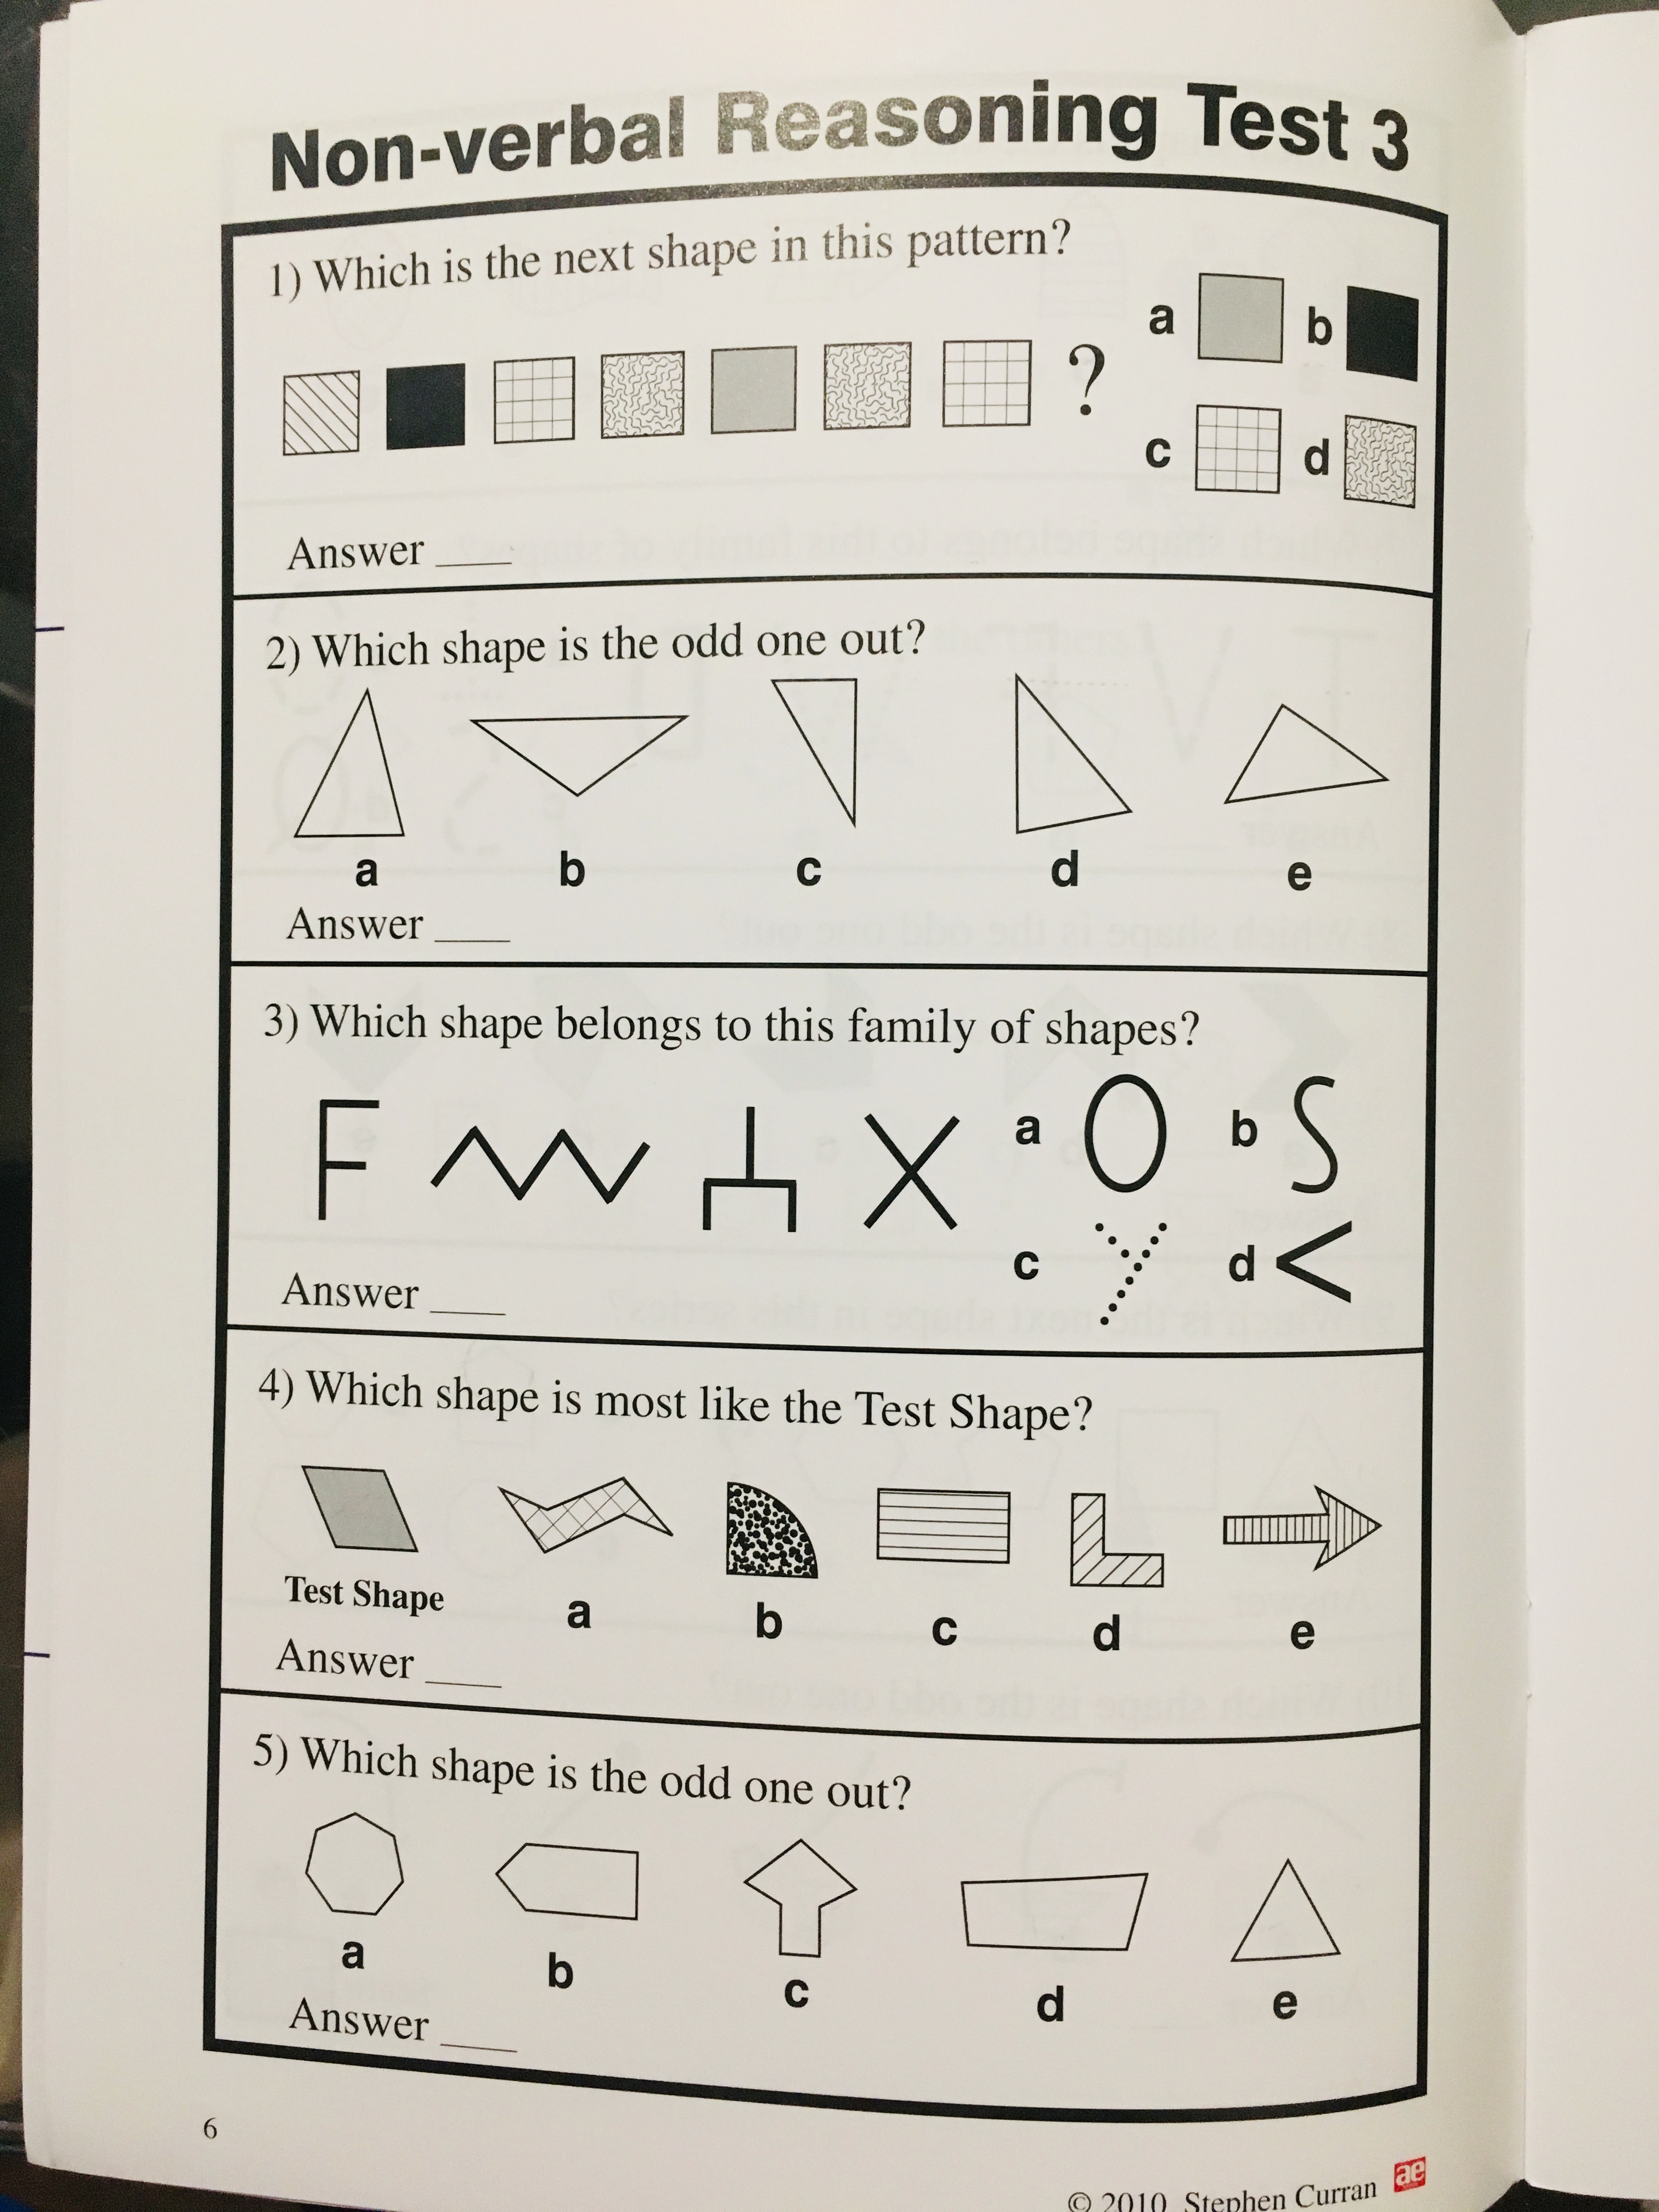 Non-verbal Reasoning Test 3
1) Which is the next shape in this pattern?
a b
?
c d
Answer ____
2) Which shape is the odd one out?
a b c d e
Answer ____
3) Which shape belongs to this family of shapes?
a b
c d
Answer ____
4) Which shape is most like the Test Shape?
Test Shape a b c d e
Answer ____
5) Which shape is the odd one out?
a b c d e
Answer ____
6
© 2010 Stephen Curran ae